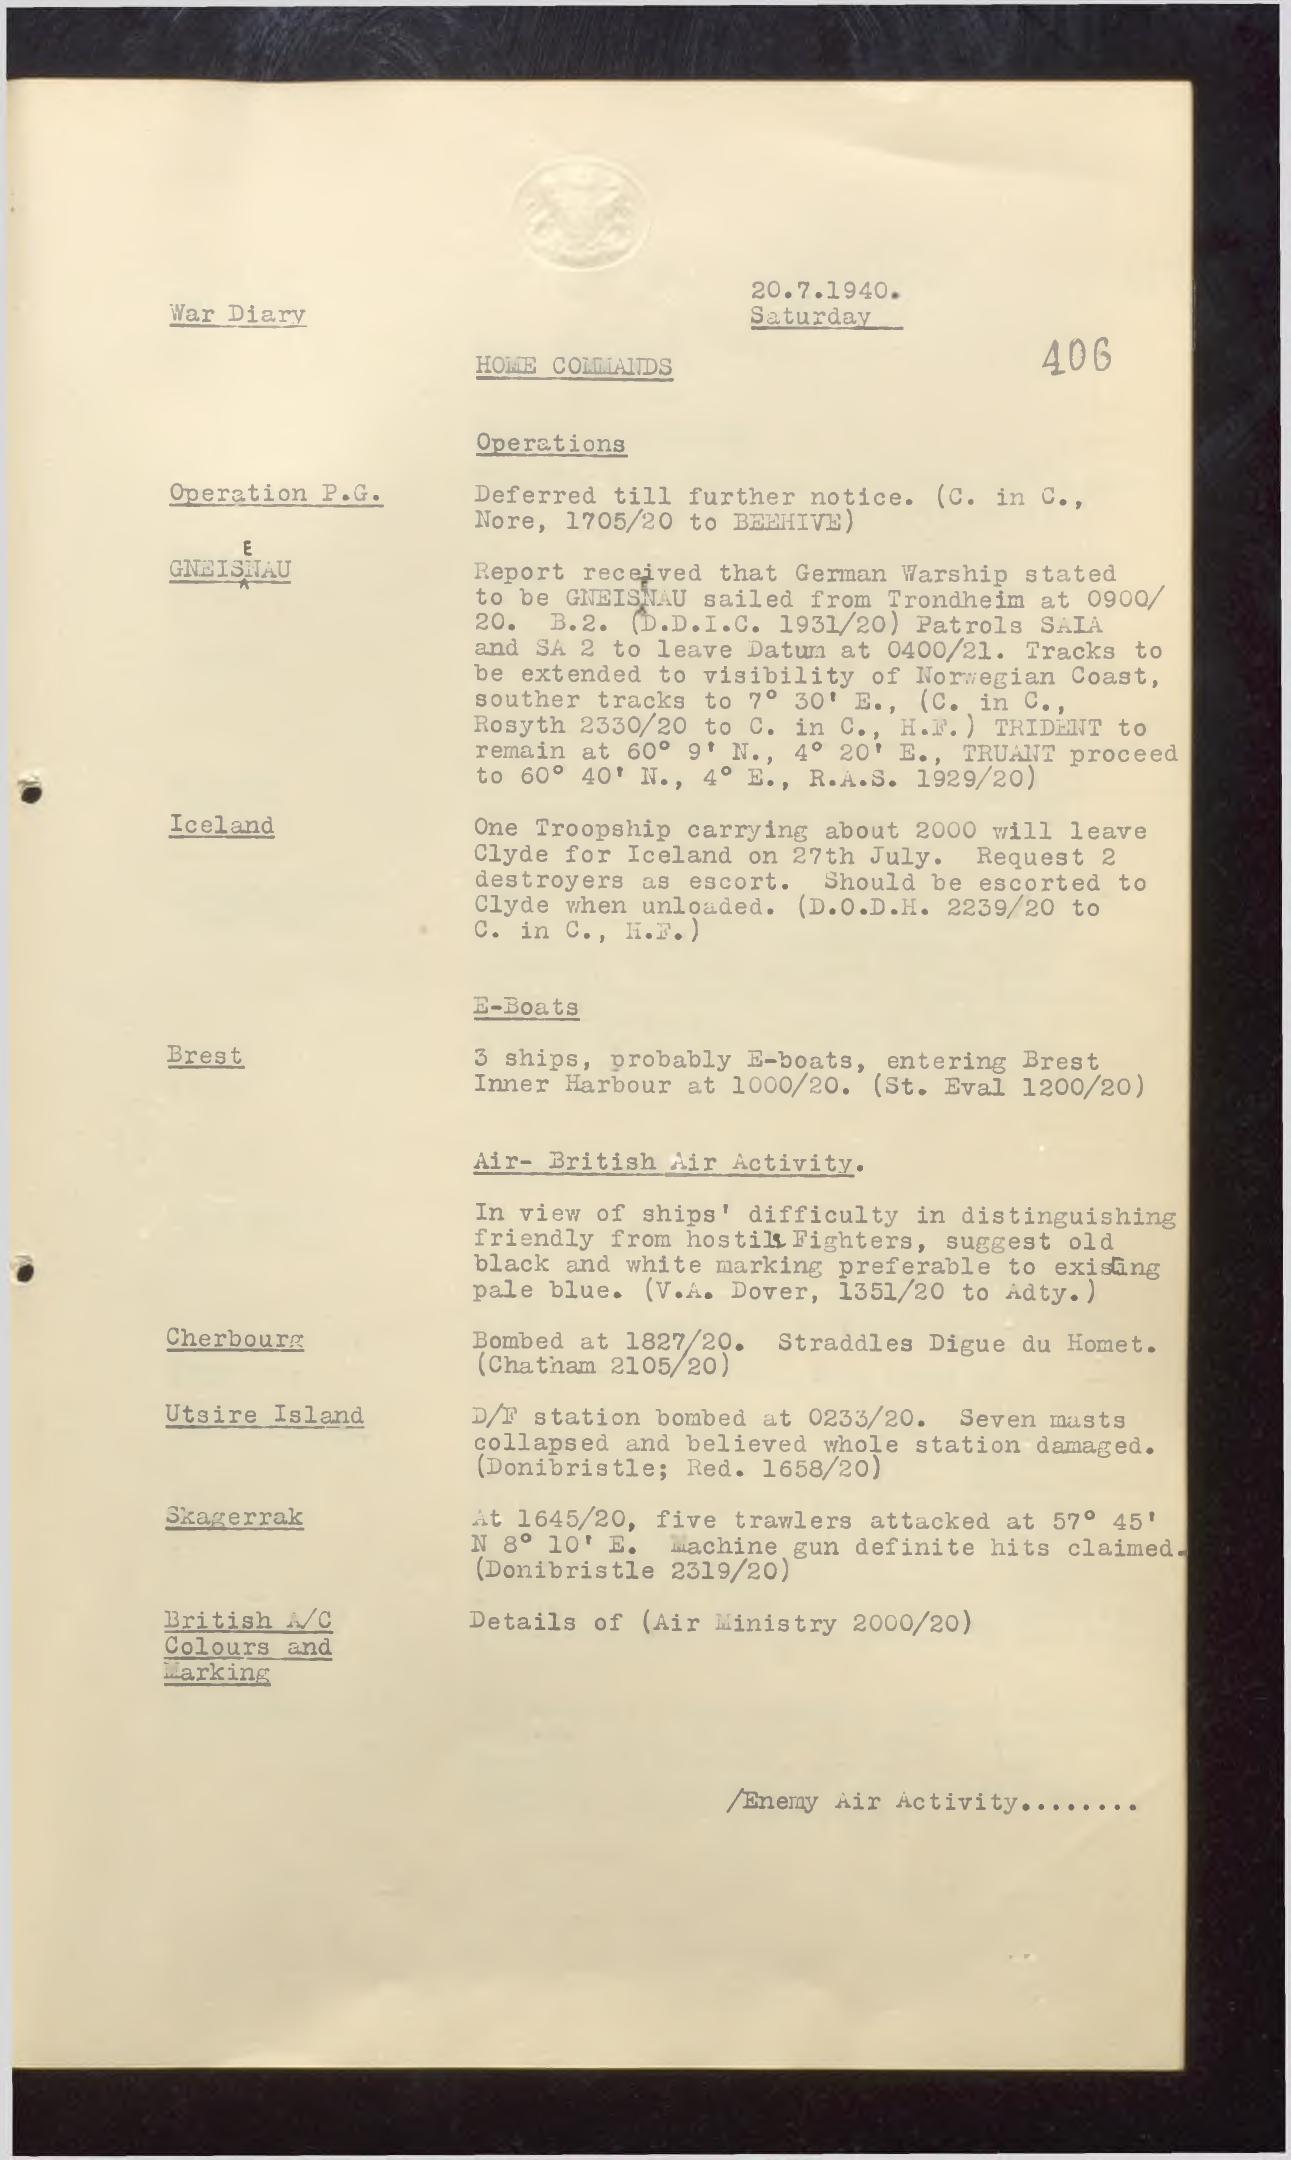 War Diary
20.7.1940.
Saturday
406
HOME COMMANDS
Operations
Operation P.G.
Deferred till further notice. (C. in C.,
Nore, 1705/20 to BEEHIVE)
GNEISENAU
Report received that German Warship stated
to be GNEISENAU sailed from Trondheim at 0900/
20. B.2. (D.D.I.C. 1931/20) Patrols SAIA
and SA 2 to leave Datum at 0400/21. Tracks to
be extended to visibility of Norwegian Coast,
souther tracks to 7° 30' E., (C. in C.,
Rosyth 2330/20 to C. in C., H.F.) TRIDENT to
remain at 60° 9' N., 4° 20' E., TRUANT proceed
to 60° 40' N., 4° E., R.A.S. 1929/20)
Iceland
One Troopship carrying about 2000 will leave
Clyde for Iceland on 27th July. Request 2
destroyers as escort. Should be escorted to
Clyde when unloaded. (D.O.D.H. 2239/20 to
C. in C., H.F.)
E-Boats
Brest
3 ships, probably E-boats, entering Brest
Inner Harbour at 1000/20. (St. Eval 1200/20)
Air- British Air Activity.
In view of ships' difficulty in distinguishing
friendly from hostile Fighters, suggest old
black and white marking preferable to existing
pale blue. (V.A. Dover, 1351/20 to Adty.)
Cherbourg
Bombed at 1827/20. Straddles Digue du Homet.
(Chatham 2105/20)
Utsire Island
D/F station bombed at 0233/20. Seven masts
collapsed and believed whole station damaged.
(Donibristle; Red. 1658/20)
Skagerrak
At 1645/20, five trawlers attacked at 57° 45'
N 8° 10' E. Machine gun definite hits claimed.
(Donibristle 2319/20)
British A/C
Colours and
Marking
Details of (Air Ministry 2000/20)
/Enemy Air Activity........